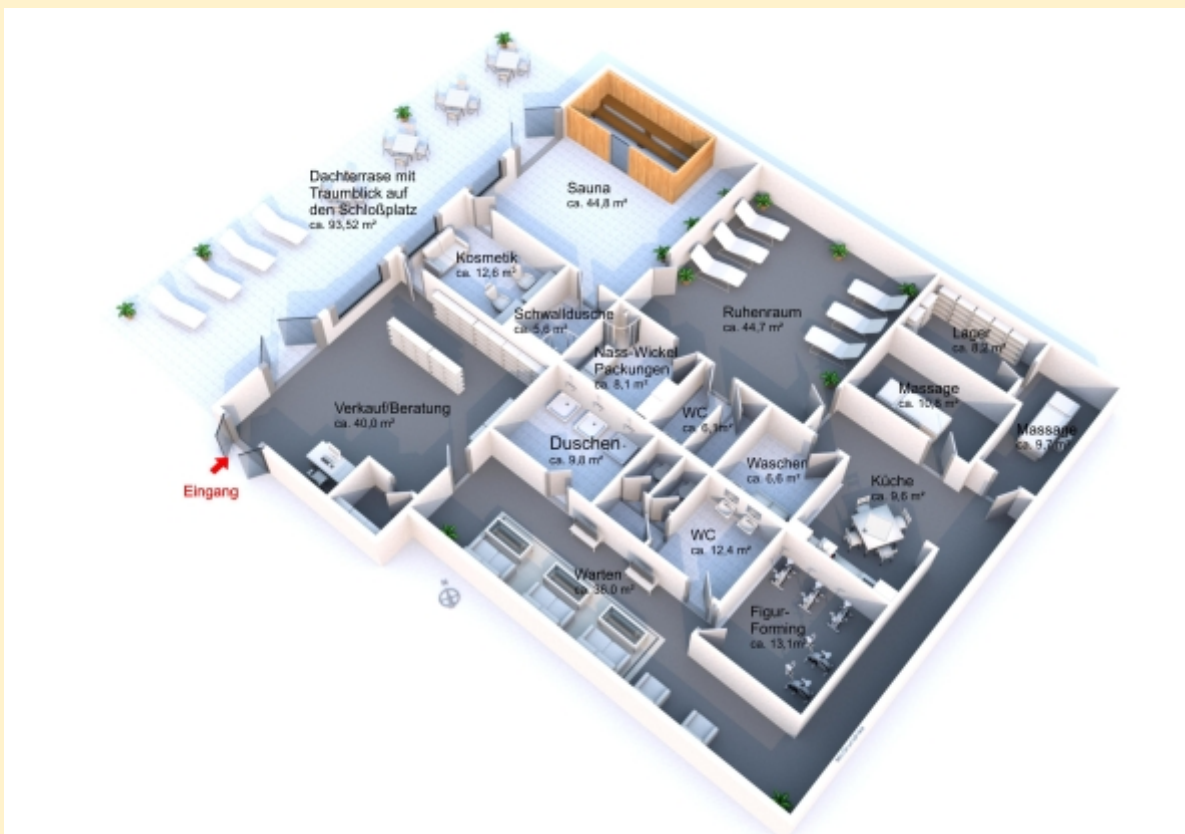 Dachterrase mit
Traumblick auf
den Schloßplatz
ca. 93,52 m²
Sauna
ca. 44,8 m²
Kosmetik
ca. 12,6 m²
Schwalldusche
ca. 5,6 m²
Ruhenraum
ca. 44,7 m²
Lager
ca. 8,2 m²
Nass-Wickel
Packungen
ca. 8,1 m²
Massage
ca. 10,6 m²
Verkauf/Beratung
ca. 40,0 m²
WC
Massage
ca. 9,7 m²
Duschen
ca. 9,8 m²
Waschen
ca. 6,6 m²
Küche
ca. 9,6 m²
Eingang
WC
ca. 12,4 m²
Warten
ca. 38,0 m²
Figur-
Forming
ca. 13,1m²